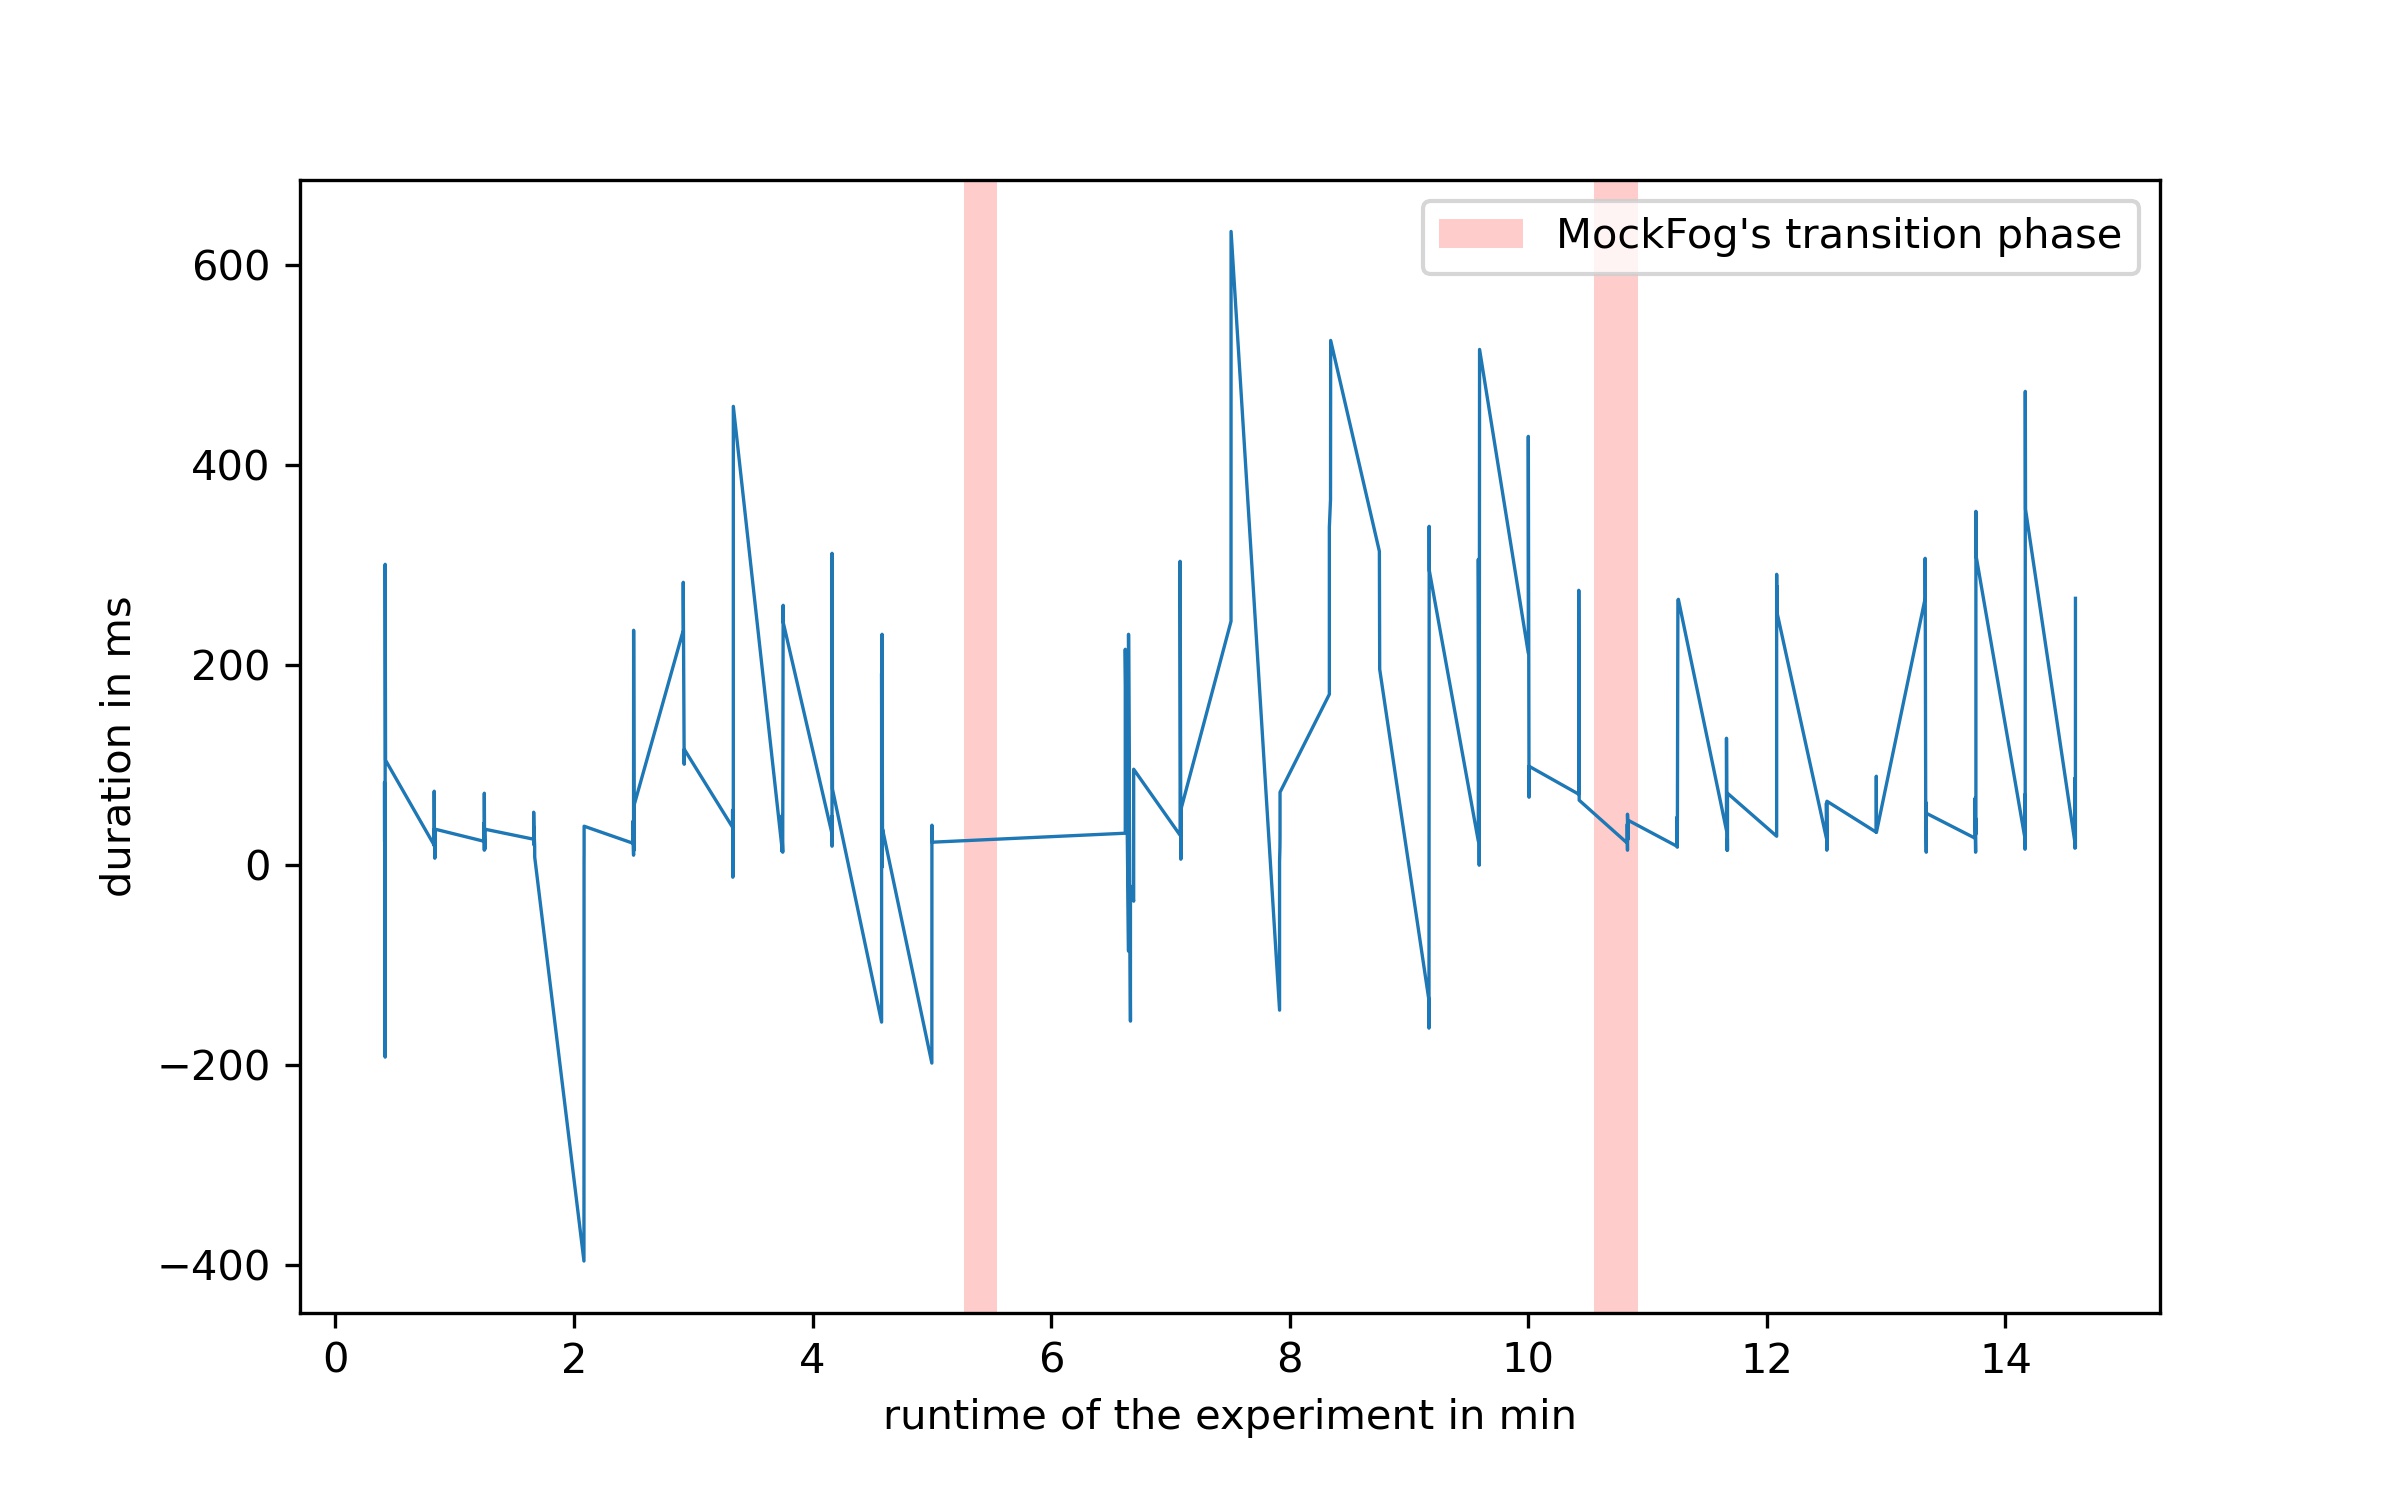 MockFog's transition phase
600
400
200
0
−200
−400
duration in ms
0 2 4 6 8 10 12 14
runtime of the experiment in min